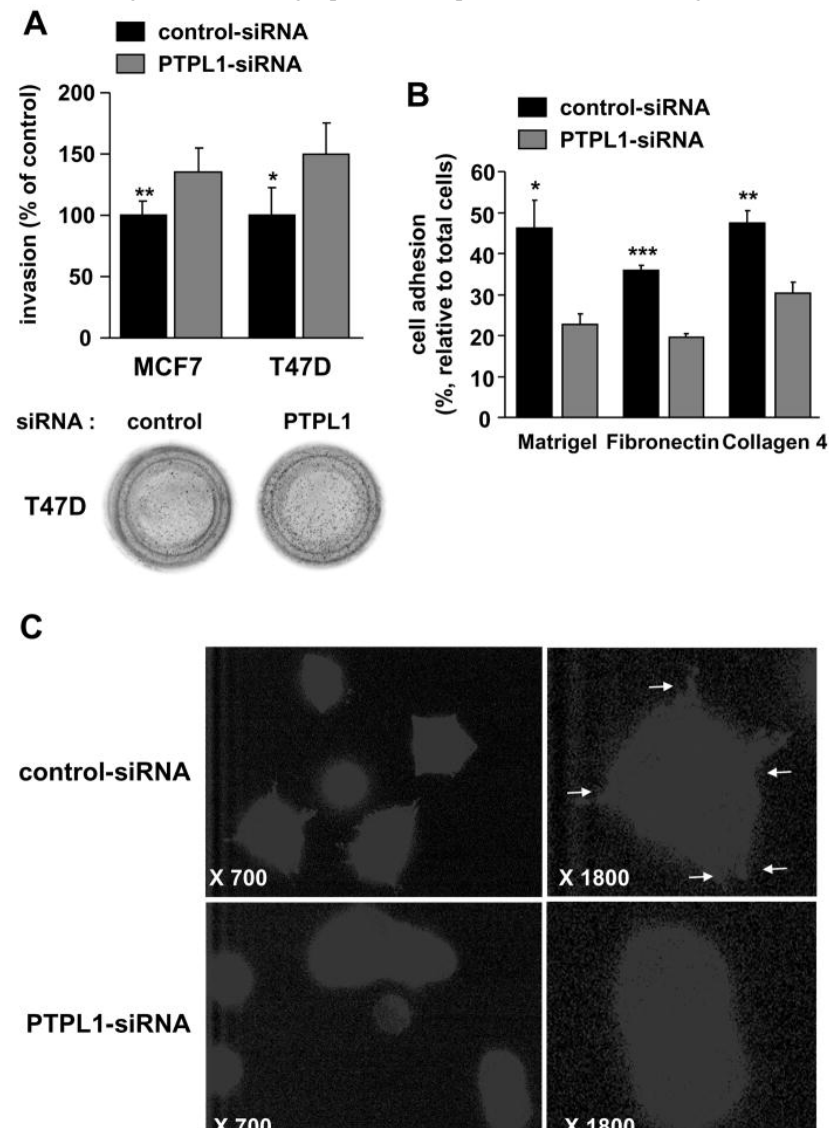 A
control-siRNA
PTPL1-siRNA
invasion (% of control)
200
150
100
50
0
**
*
MCF7
T47D
siRNA : control PTPL1
T47D
B
control-siRNA
PTPL1-siRNA
cell adhesion
(%, relative to total cells)
60
50
40
30
20
10
0
*
***
**
Matrigel Fibronectin Collagen 4
C
control-siRNA
X 700
X 1800
PTPL1-siRNA
X 700
X 1800